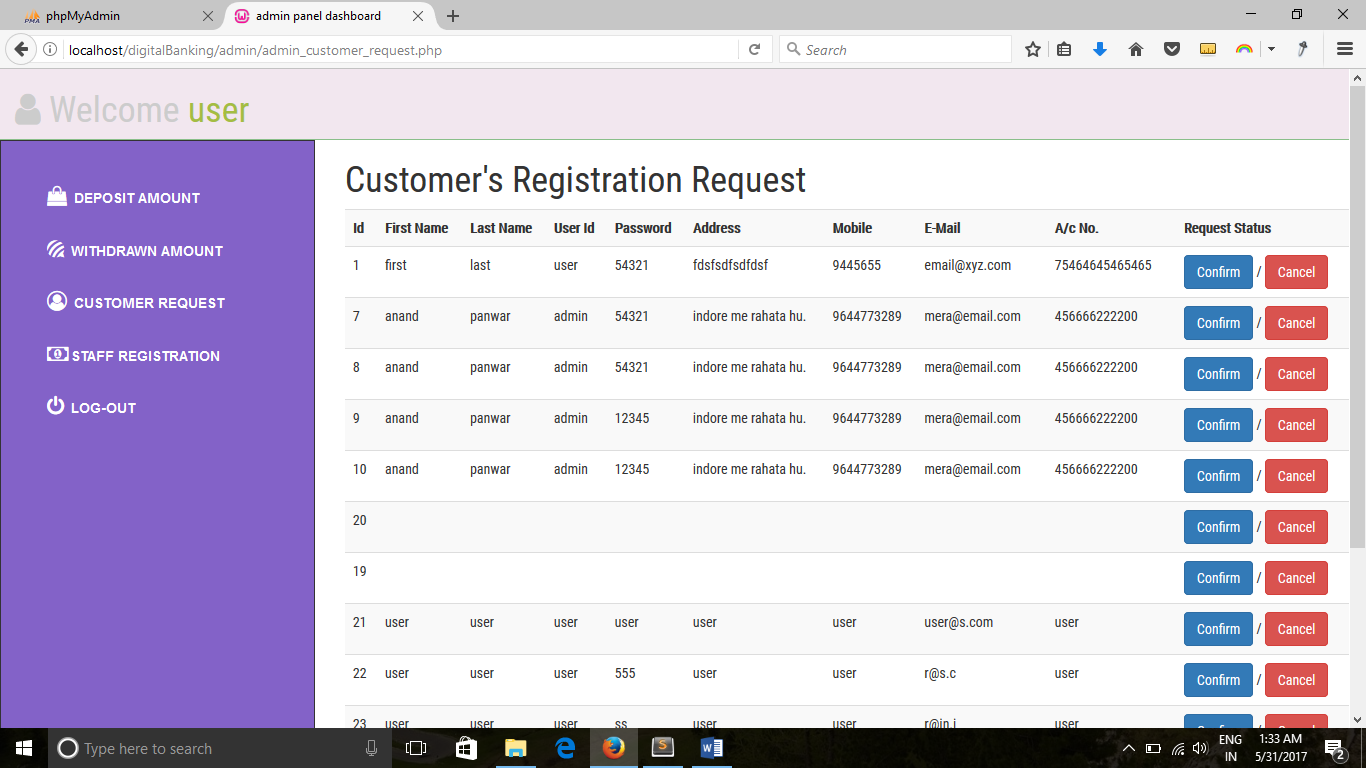 phpMyAdmin
admin panel dashboard
localhost/digitalBanking/admin/admin_customer_request.php
Search
Welcome user
DEPOSIT AMOUNT
WITHDRAWN AMOUNT
CUSTOMER REQUEST
STAFF REGISTRATION
LOG-OUT
Customer's Registration Request
Id First Name Last Name User Id Password Address Mobile E-Mail A/c No. Request Status
1 first last user 54321 fdsfsdfsdfdsf 9445655 email@xyz.com 75464645465465 Confirm / Cancel
7 anand panwar admin 54321 indore me rahata hu. 9644773289 mera@email.com 456666222200 Confirm / Cancel
8 anand panwar admin 54321 indore me rahata hu. 9644773289 mera@email.com 456666222200 Confirm / Cancel
9 anand panwar admin 12345 indore me rahata hu. 9644773289 mera@email.com 456666222200 Confirm / Cancel
10 anand panwar admin 12345 indore me rahata hu. 9644773289 mera@email.com 456666222200 Confirm / Cancel
20 Confirm / Cancel
19 Confirm / Cancel
21 user user user user user user user@s.com user Confirm / Cancel
22 user user user 555 user user r@s.c user Confirm / Cancel
23 user user user ss user user r@in.i user Confirm / Cancel
Type here to search
ENG
IN
1:33 AM
5/31/2017
2